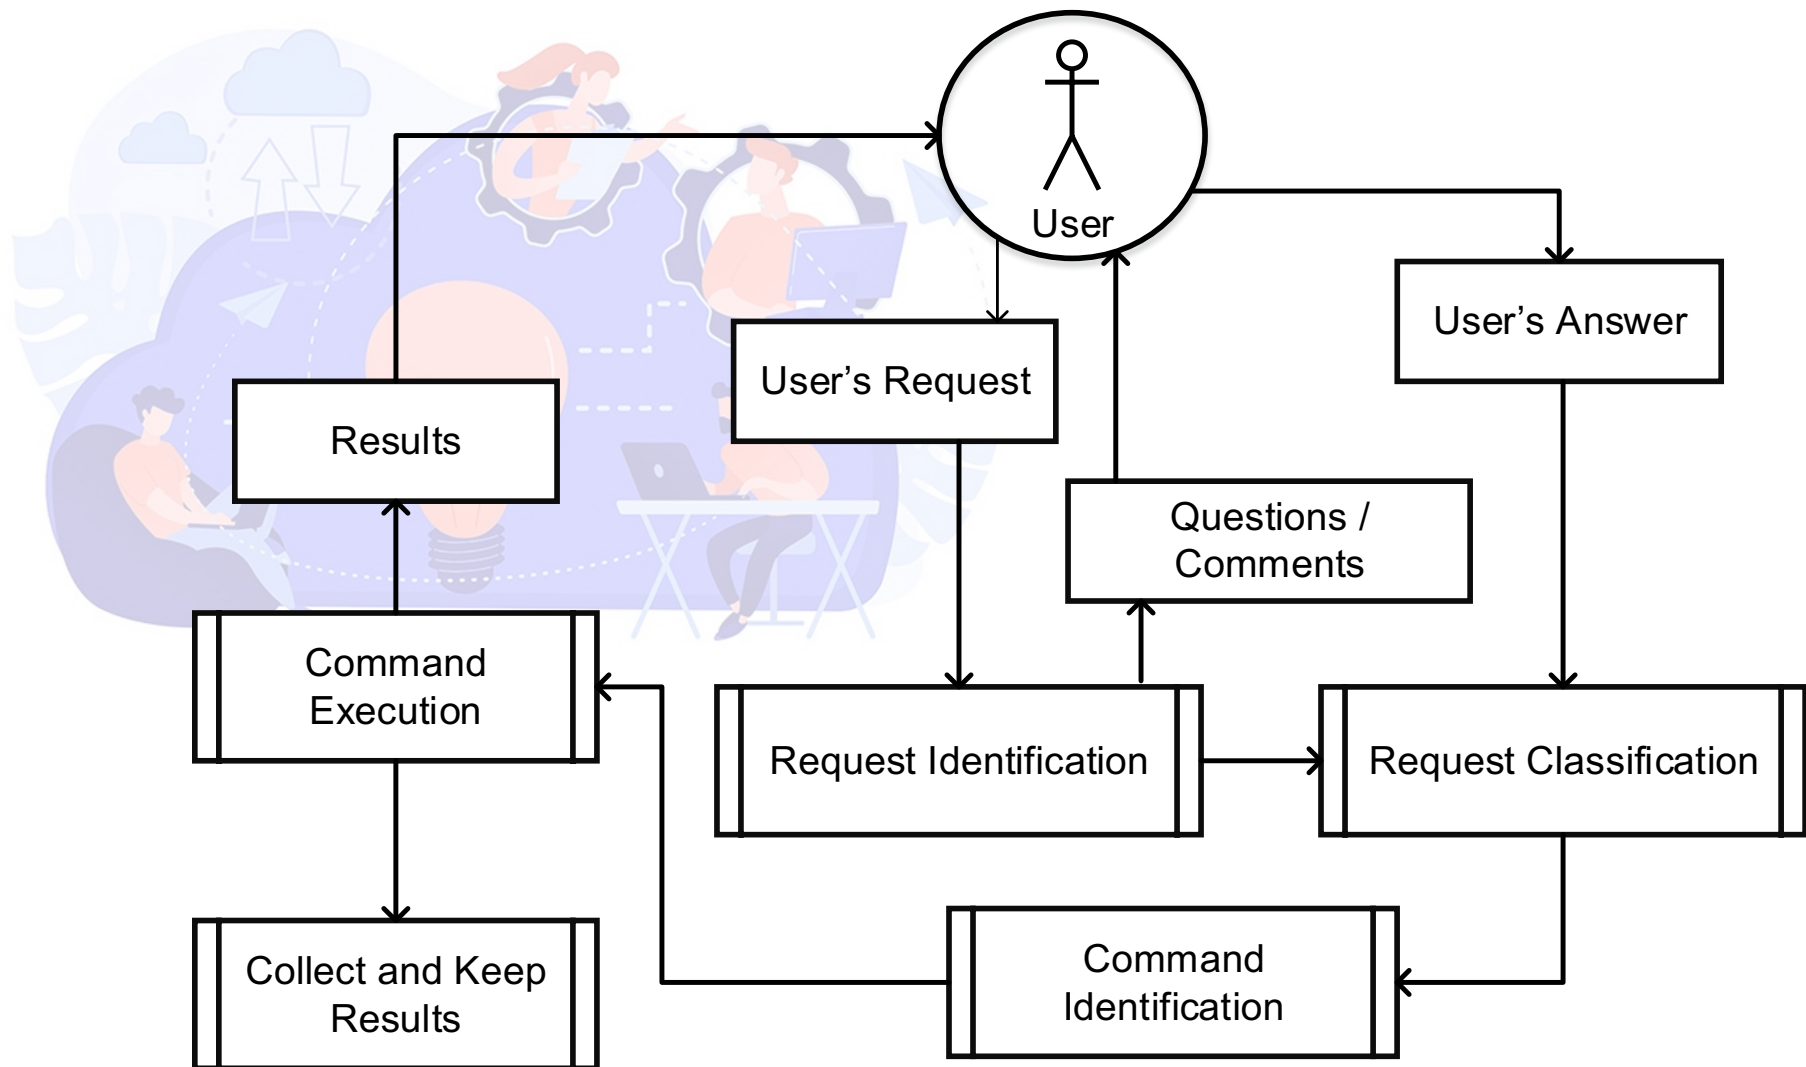 User
User’s Answer
User’s Request
Results
Questions /
Comments
Command
Execution
Request Identification
Request Classification
Collect and Keep
Results
Command
Identification